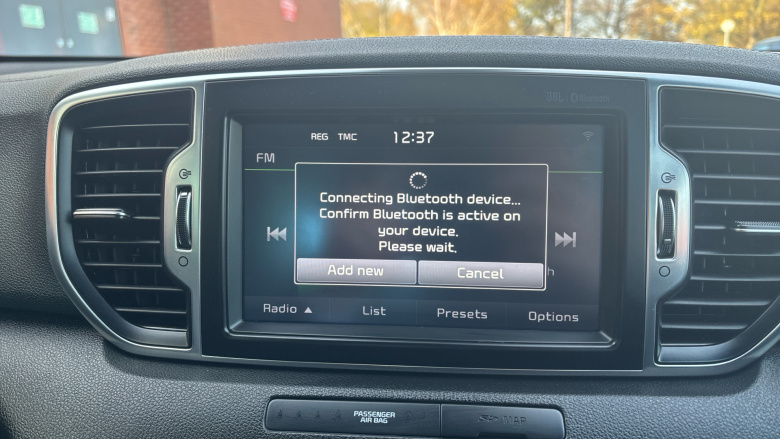 REG TMC 12:37
FM
Connecting Bluetooth device...
Confirm Bluetooth is active on
your device.
Please wait.
Add new Cancel
Radio ▲ List Presets Options
PASSENGER
AIR BAG
MAP